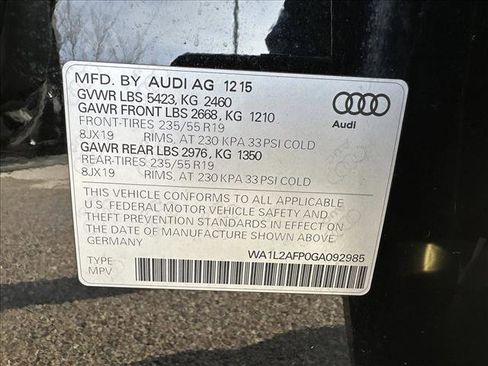 MFD. BY AUDI AG 12 15
GVWR LBS 5423, KG 2460
GAWR FRONT LBS 2668, KG 1210
FRONT-TIRES 235/55 R19
8JX19 RIMS. AT 230 KPA 33 PSI COLD
GAWR REAR LBS 2976, KG 1350
REAR-TIRES 235/55 R19
8JX19 RIMS. AT 230 KPA 33 PSI COLD
Audi
THIS VEHICLE CONFORMS TO ALL APPLICABLE
U.S. FEDERAL MOTOR VEHICLE SAFETY AND
THEFT PREVENTION STANDARDS IN EFFECT ON
THE DATE OF MANUFACTURE SHOWN ABOVE
GERMANY
WA1L2AFP0GA092985
TYPE
MPV